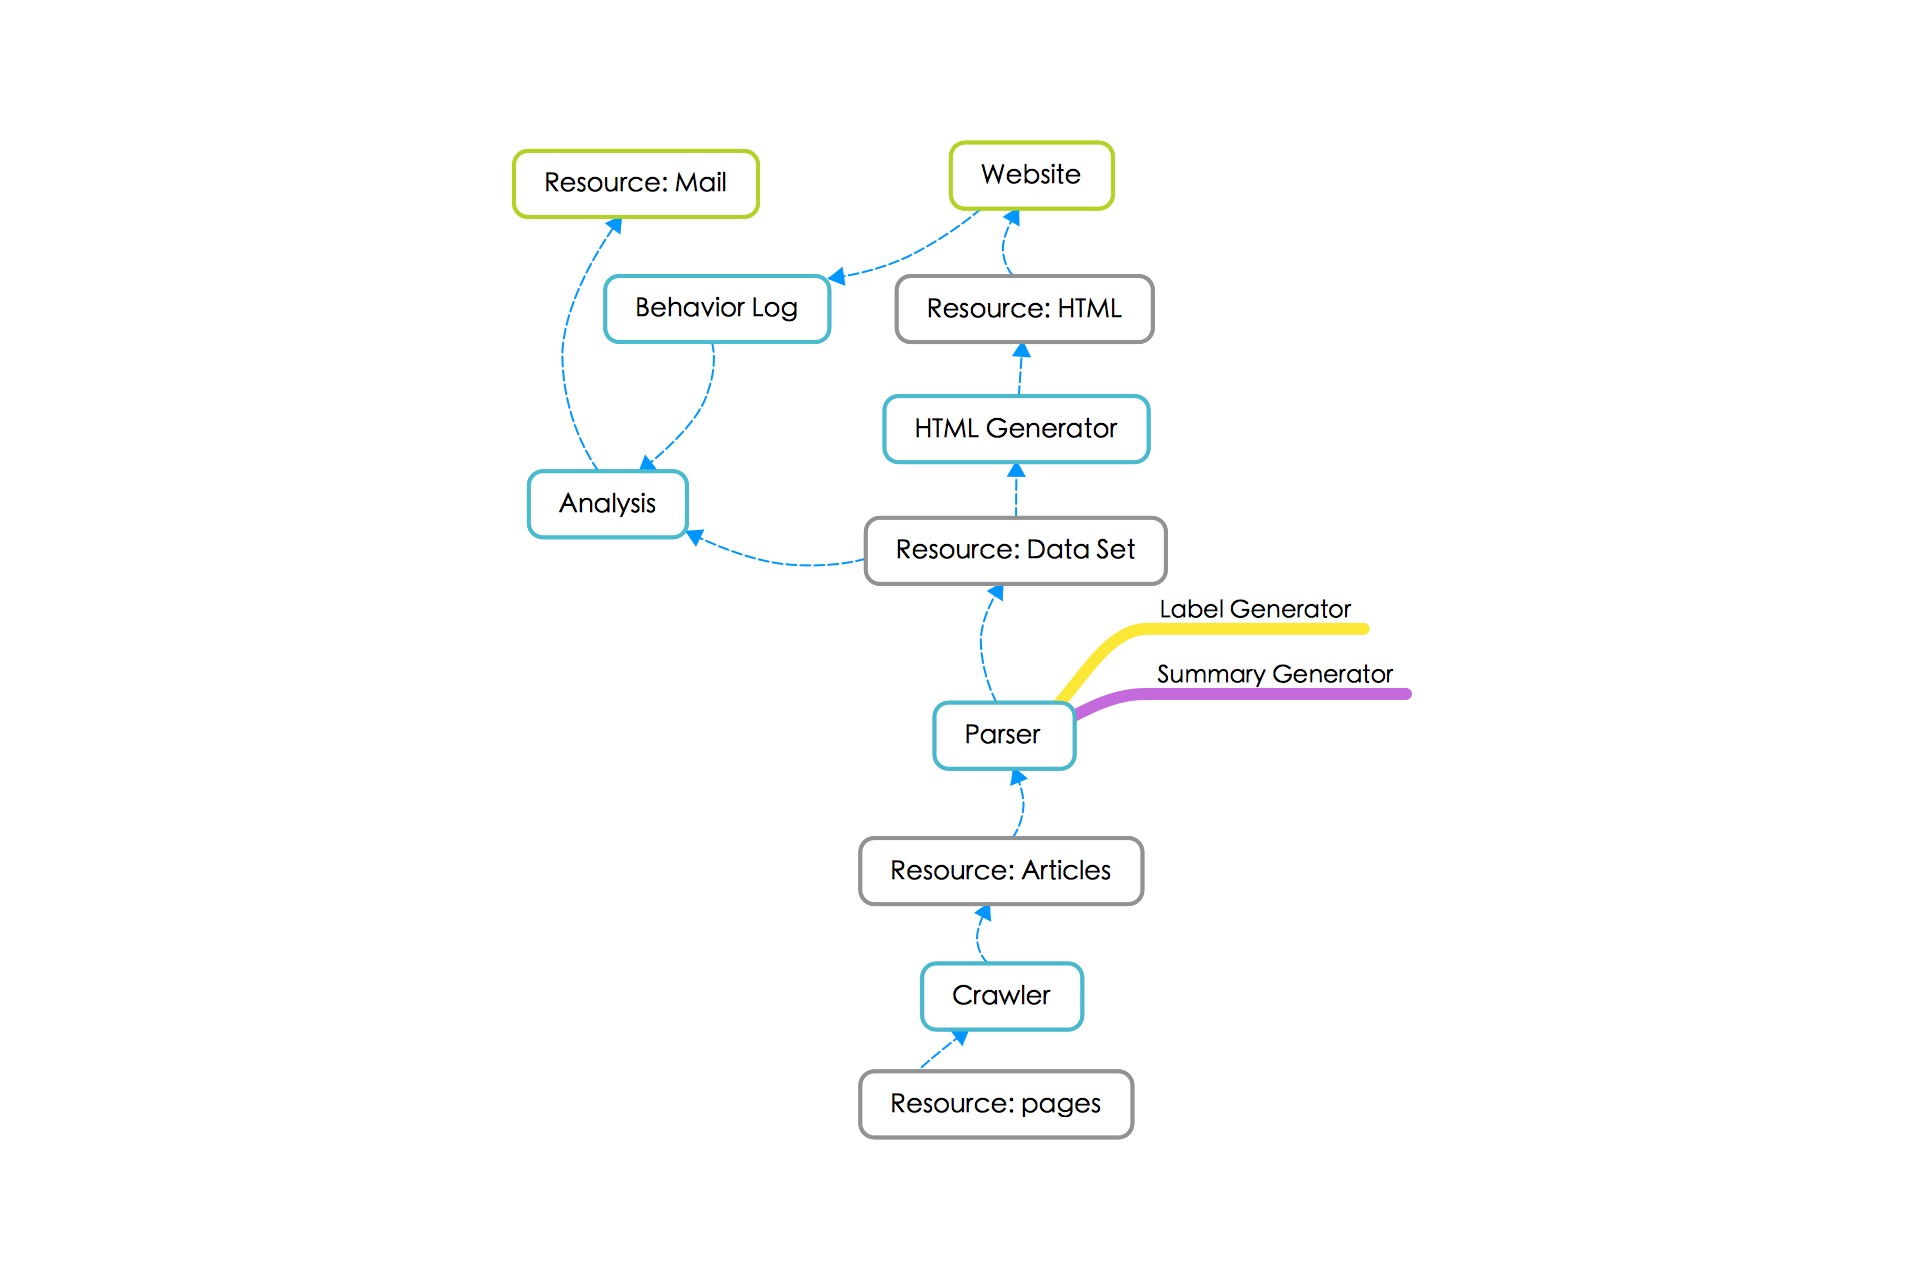 Resource: Mail
Website
Behavior Log
Resource: HTML
HTML Generator
Analysis
Resource: Data Set
Label Generator
Summary Generator
Parser
Resource: Articles
Crawler
Resource: pages